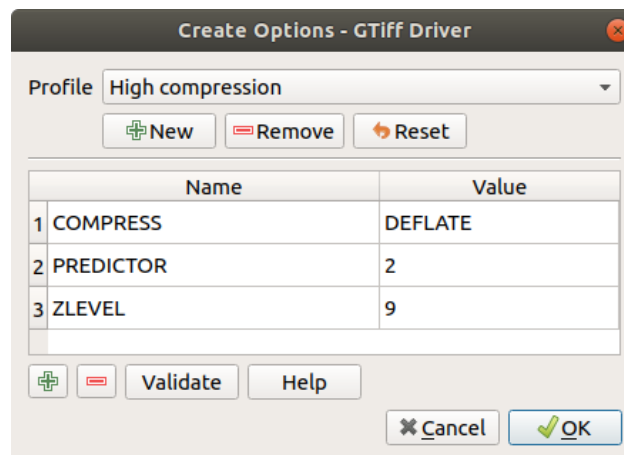 Create Options - GTiff Driver
Profile High compression
New Remove Reset
Name Value
1 COMPRESS DEFLATE
2 PREDICTOR 2
3 ZLEVEL 9
Validate Help
Cancel OK